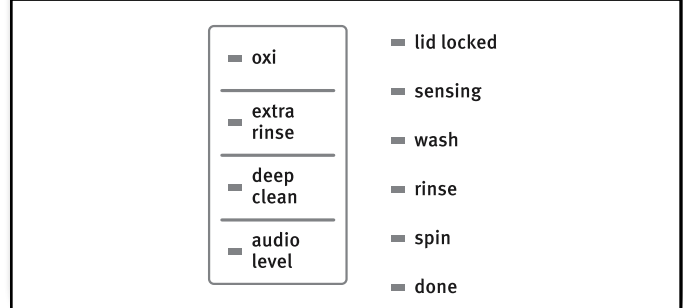 oxi
extra
rinse
deep
clean
audio
level
lid locked
sensing
wash
rinse
spin
done